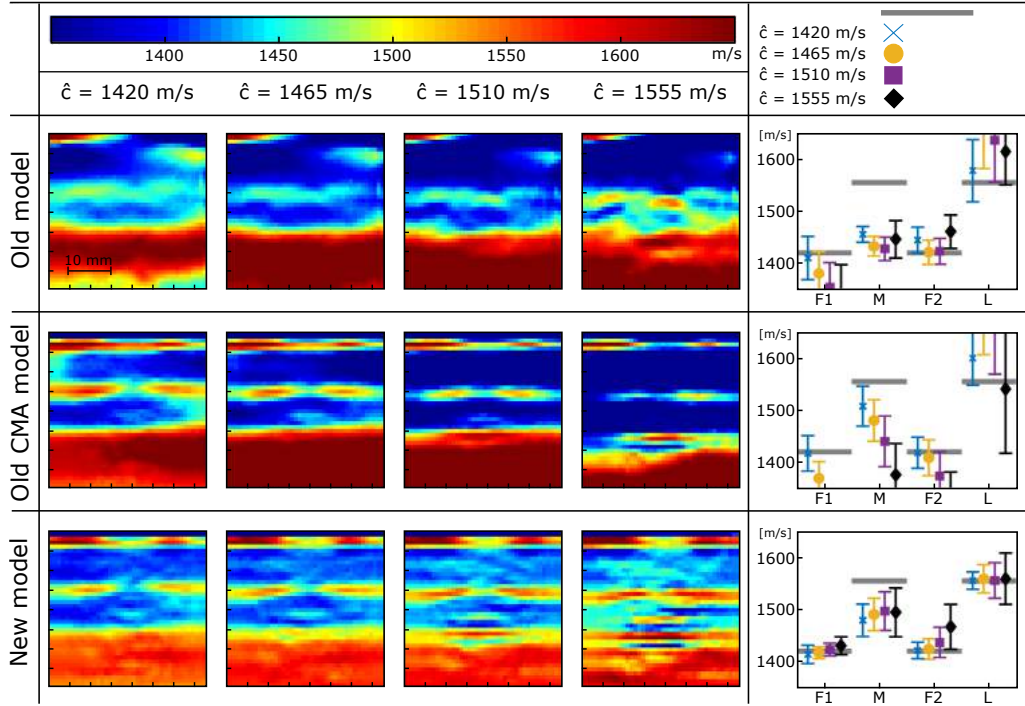 1400 1450 1500 1550 1600 m/s
ĉ = 1420 m/s ĉ = 1465 m/s ĉ = 1510 m/s ĉ = 1555 m/s
ĉ = 1420 m/s
ĉ = 1465 m/s
ĉ = 1510 m/s
ĉ = 1555 m/s
Old model
10 mm
[m/s]
1600
1500
1400
F1 M F2 L
Old CMA model
[m/s]
1600
1500
1400
F1 M F2 L
New model
[m/s]
1600
1500
1400
F1 M F2 L